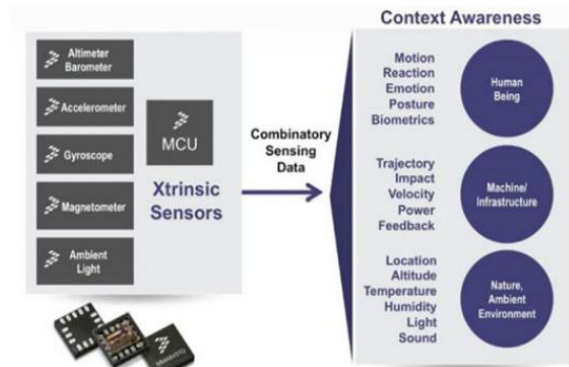 Context Awareness
Altimeter
Barometer
Accelerometer
Gyroscope
Magnetometer
Ambient
Light
MCU
Xtrinsic
Sensors
Combinatory
Sensing
Data
Motion
Reaction
Emotion
Posture
Biometrics
Human
Being
Trajectory
Impact
Velocity
Power
Feedback
Machine/
Infrastructure
Location
Altitude
Temperature
Humidity
Light
Sound
Nature,
Ambient
Environment